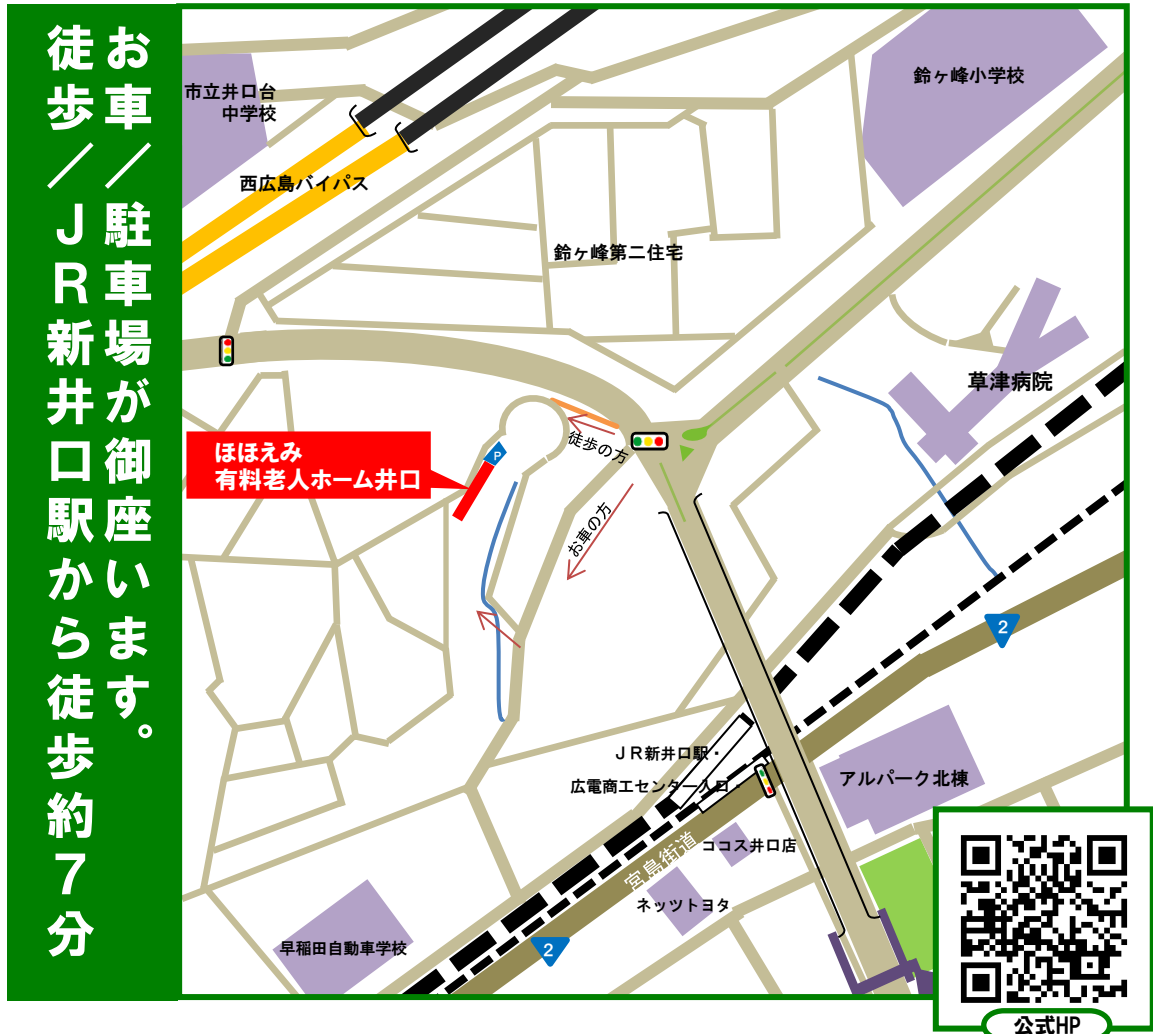 お車／駐車場が御座います。
徒歩／ＪＲ新井口駅から徒歩約７分
市立井口台
中学校
鈴ヶ峰小学校
西広島バイパス
鈴ヶ峰第二住宅
草津病院
徒歩の方
ほほえみ
有料老人ホーム井口
P
お車の方
2
ＪＲ新井口駅・
広電商工センター入口・
アルパーク北棟
宮島街道
ココス井口店
ネッツトヨタ
早稲田自動車学校
2
公式HP